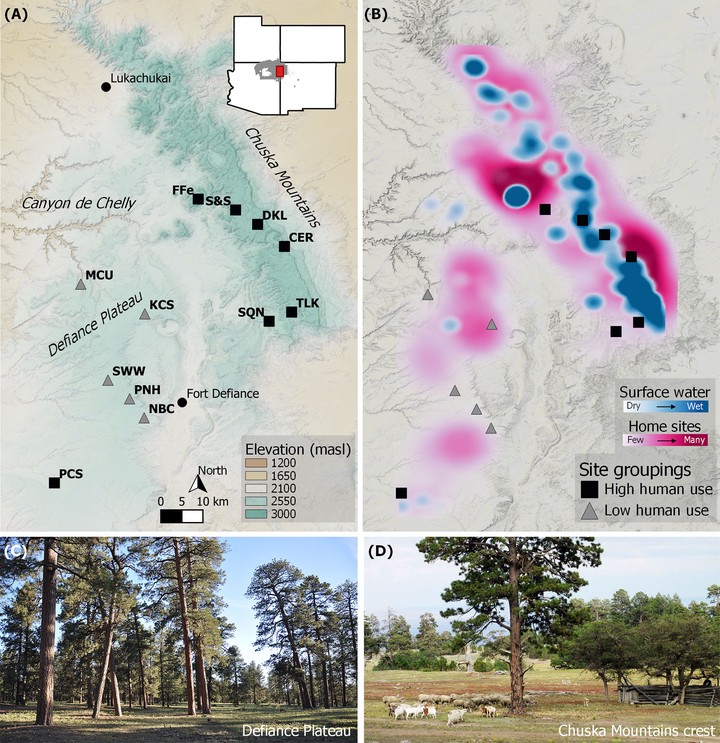 (A)
Lukachukai
Chuska Mountains
Canyon de Chelly
FFe
S&S
DKL
CER
MCU
KCS
Defiance Plateau
SQN
TLK
SWW
PNH
Fort Defiance
NBC
PCS
North
0 5 10 km
Elevation (masl)
1200
1650
2100
2550
3000
(B)
Surface water
Dry Wet
Home sites
Few Many
Site groupings
High human use
Low human use
(C)
Defiance Plateau
(D)
Chuska Mountains crest